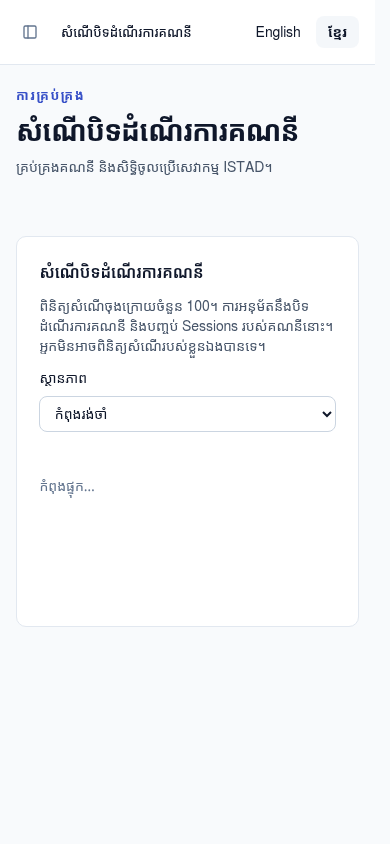 សំណើបិទដំណើរការគណនី
English
ខ្មែរ
ការគ្រប់គ្រង
សំណើបិទដំណើរការគណនី
គ្រប់គ្រងគណនី និងសិទ្ធិចូលប្រើសេវាកម្ម ISTAD។
សំណើបិទដំណើរការគណនី
ពិនិត្យសំណើចុងក្រោយចំនួន 100។ ការអនុម័តនឹងបិទ
ដំណើរការគណនី និងបញ្ចប់ Sessions របស់គណនីនោះ។
អ្នកមិនអាចពិនិត្យសំណើរបស់ខ្លួនឯងបានទេ។
ស្ថានភាព
កំពុងរង់ចាំ
កំពុងផ្ទុក...